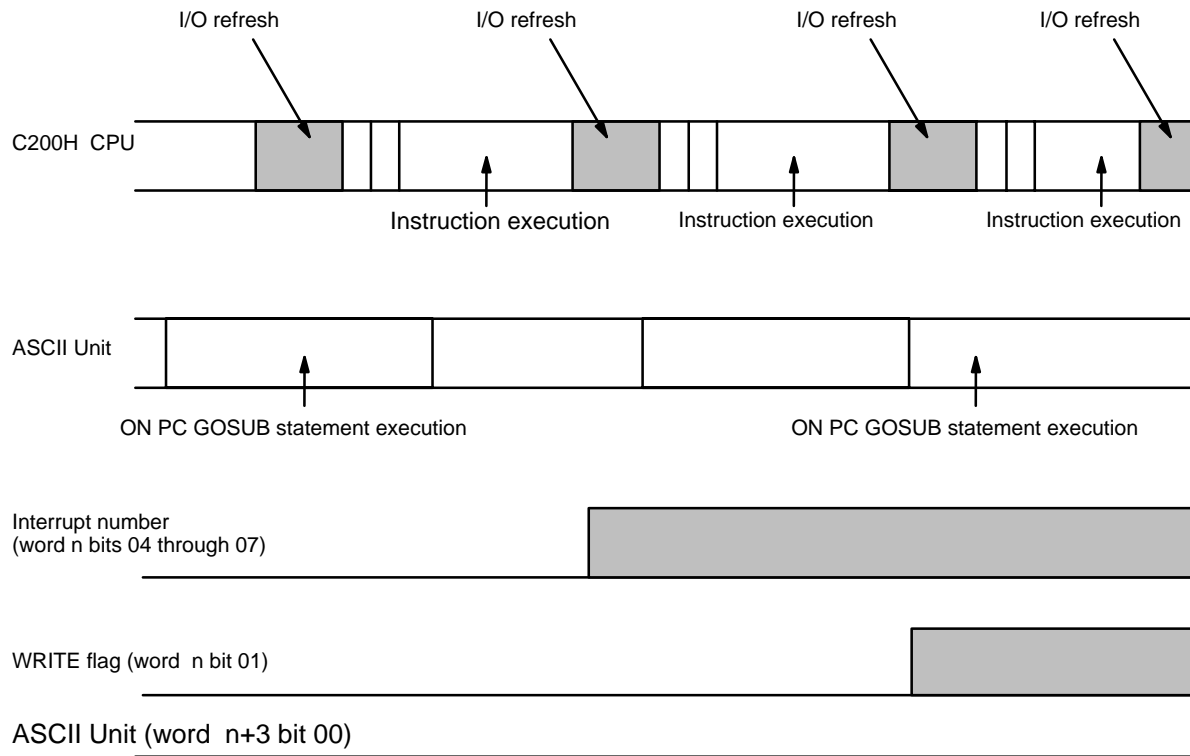 I/O refresh
I/O refresh
I/O refresh
I/O refresh
C200H CPU
Instruction execution
Instruction execution
Instruction execution
ASCII Unit
ON PC GOSUB statement execution
ON PC GOSUB statement execution
Interrupt number
(word n bits 04 through 07)
WRITE flag (word n bit 01)
ASCII Unit (word n+3 bit 00)